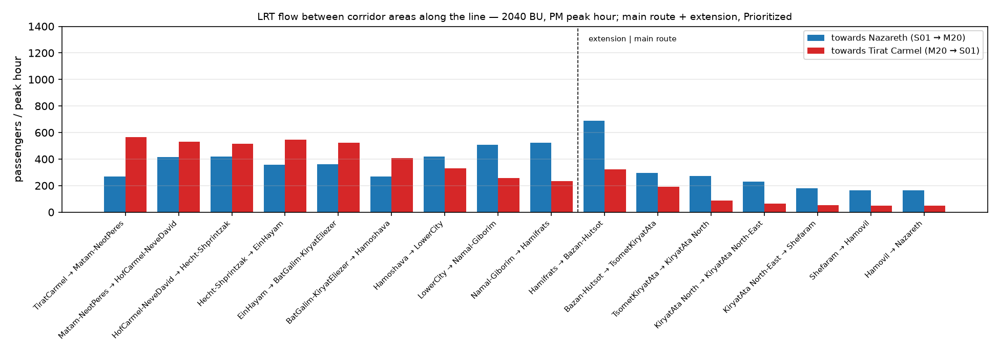 LRT flow between corridor areas along the line — 2040 BU, PM peak hour; main route + extension, Prioritized
passengers / peak hour
1400
1200
1000
800
600
400
200
0
extension | main route
towards Nazareth (S01 → M20)
towards Tirat Carmel (M20 → S01)
TiratCarmel → Matam-NeotPeres
Matam-NeotPeres → HofCarmel-NeveDavid
HofCarmel-NeveDavid → Hecht-Shprintzak
Hecht-Shprintzak → EinHayam
EinHayam → BatGalim-KiryatEliezer
BatGalim-KiryatEliezer → Hamoshava
Hamoshava → LowerCity
LowerCity → Namal-Giborim
Namal-Giborim → Hamifrats
Hamifrats → Bazan-Hutsot
Bazan-Hutsot → TsometKiryatAta
TsometKiryatAta → KiryatAta North
KiryatAta North → KiryatAta North-East
KiryatAta North-East → Shefaram
Shefaram → Hamovil
Hamovil → Nazareth